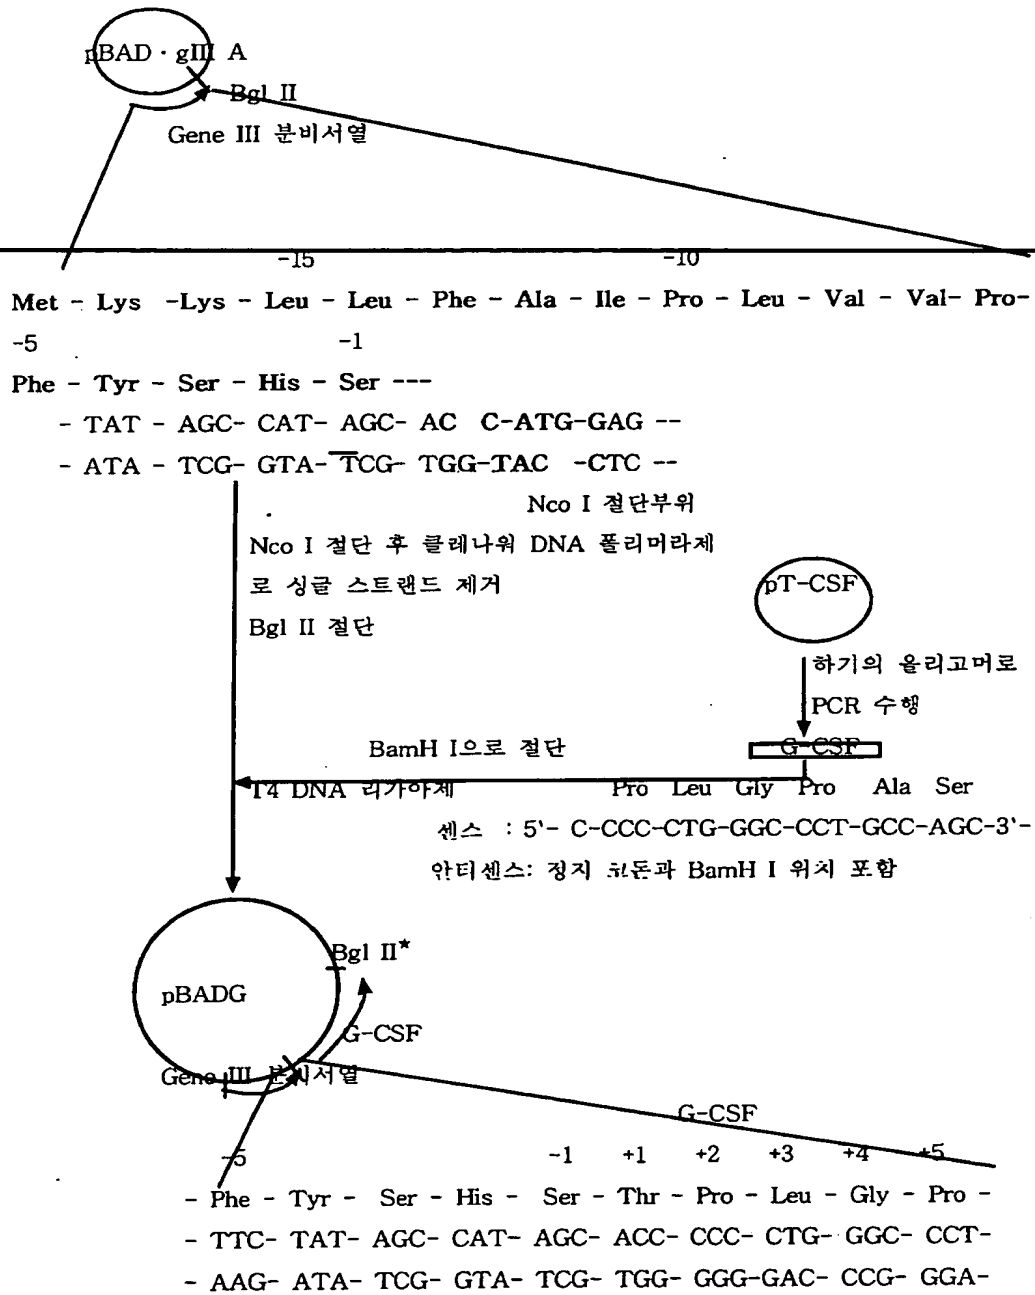 pBAD · gIII A
Bgl II
Gene III 분비서열
-15 -10
Met - Lys -Lys - Leu - Leu - Phe - Ala - Ile - Pro - Leu - Val - Val- Pro-
-5 -1
Phe - Tyr - Ser - His - Ser ---
- TAT - AGC- CAT- AGC- AC C-ATG-GAG --
- ATA - TCG- GTA- TCG- TGG-TAC -CTC --
Nco I 절단부위
Nco I 절단 후 클레나워 DNA 폴리머라제
로 싱글 스트랜드 제거
Bgl II 절단
pT-CSF
하기의 올리고머로
PCR 수행
G-CSF
BamH I으로 절단
T4 DNA 리가아제
Pro Leu Gly Pro Ala Ser
센스 : 5'- C-CCC-CTG-GGC-CCT-GCC-AGC-3'-
안티센스: 정지 코돈과 BamH I 위치 포함
Bgl II*
pBADG
G-CSF
Gene III 분비서열
G-CSF
-5 -1 +1 +2 +3 +4 +5
- Phe - Tyr - Ser - His - Ser - Thr - Pro - Leu - Gly - Pro -
- TTC- TAT- AGC- CAT- AGC- ACC- CCC- CTG- GGC- CCT-
- AAG- ATA- TCG- GTA- TCG- TGG- GGG-GAC- CCG- GGA-